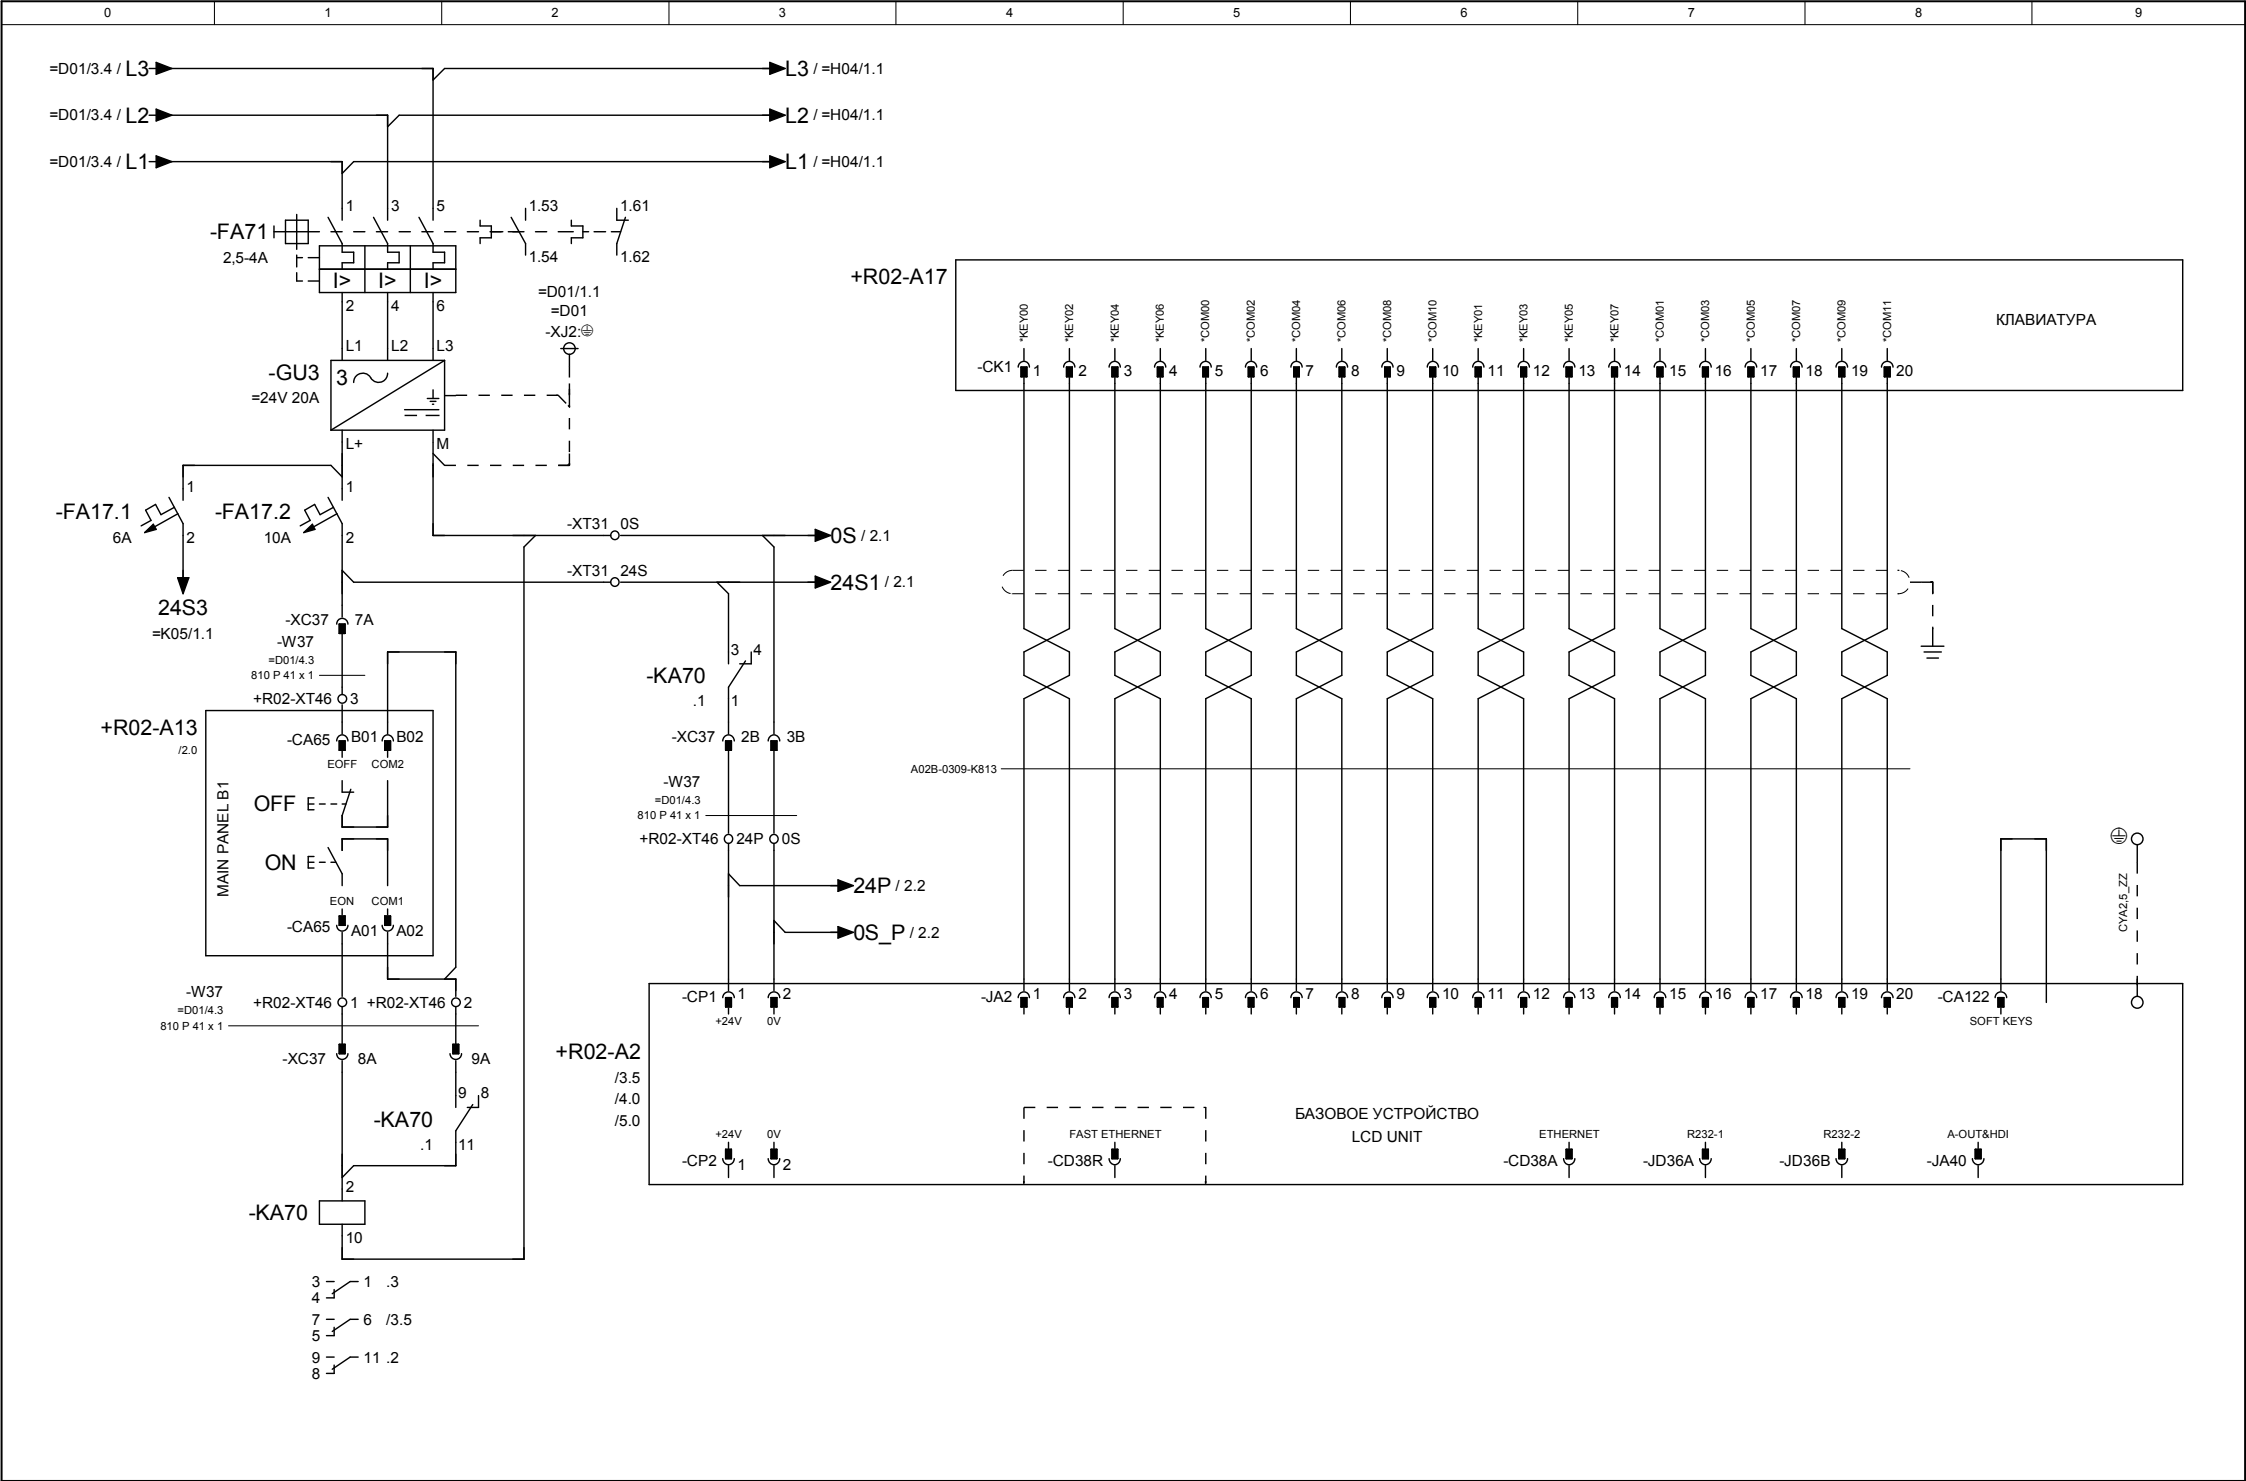 0 1 2 3 4 5 6 7 8 9
=D01/3.4 / L3 L3 / =H04/1.1
=D01/3.4 / L2 L2 / =H04/1.1
=D01/3.4 / L1 L1 / =H04/1.1
1 3 5 1.53 1.61
-FA71
2,5-4A 1.54 1.62
I> I> I>
2 4 6
=D01/1.1
=D01
-XJ2:
L1 L2 L3
-GU3
=24V 20A
3
L+ M
-FA17.1
6A
1
2
-FA17.2
10A
1
2
24S3
=K05/1.1
-XT31 0S 0S / 2.1
-XT31 24S 24S1 / 2.1
-XC37 7A
-W37
=D01/4.3
810 P 41 x 1
+R02-XT46 3
+R02-A13
/2.0
MAIN PANEL B1
-CA65 B01 B02
EOFF COM2
OFF
ON
EON COM1
-CA65 A01 A02
-W37
=D01/4.3
810 P 41 x 1
+R02-XT46 1 +R02-XT46 2
-XC37 8A 9A
9 8
-KA70
.1 11
2
-KA70
10
3 1 .3
4
7 6 /3.5
5
9 11 .2
8
3 4
-KA70
.1 1
-XC37 2B 3B
-W37
=D01/4.3
810 P 41 x 1
+R02-XT46 24P 0S
24P / 2.2
0S_P / 2.2
+R02-A17
*KEY00 *KEY02 *KEY04 *KEY06 *COM00 *COM02 *COM04 *COM06 *COM08 *COM10 *KEY01 *KEY03 *KEY05 *KEY07 *COM01 *COM03 *COM05 *COM07 *COM09 *COM11
КЛАВИАТУРА
-CK1 1 2 3 4 5 6 7 8 9 10 11 12 13 14 15 16 17 18 19 20
A02B-0309-K813
CYA2,5_ZZ
-CP1 1 2
+24V 0V
-JA2 1 2 3 4 5 6 7 8 9 10 11 12 13 14 15 16 17 18 19 20
-CA122
SOFT KEYS
+R02-A2
/3.5
/4.0
/5.0
БАЗОВОЕ УСТРОЙСТВО
LCD UNIT
+24V 0V
-CP2 1 2
FAST ETHERNET
-CD38R
ETHERNET
-CD38A
R232-1
-JD36A
R232-2
-JD36B
A-OUT&HDI
-JA40